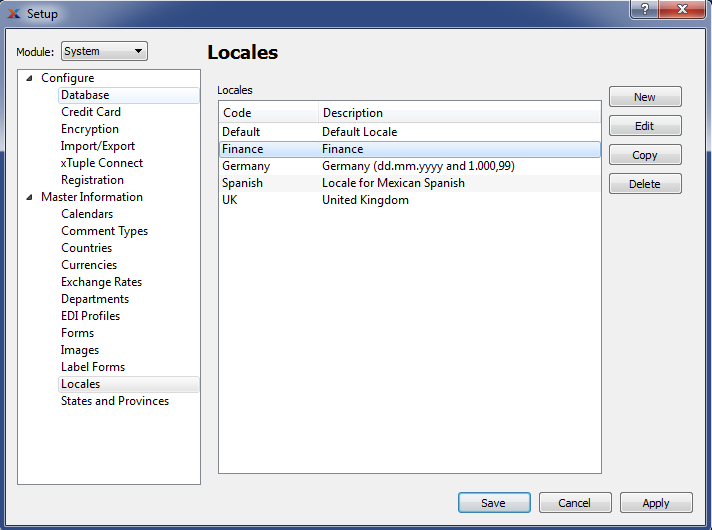 Setup
?
Module: System
Locales
Configure
Database
Credit Card
Encryption
Import/Export
xTuple Connect
Registration
Master Information
Calendars
Comment Types
Countries
Currencies
Exchange Rates
Departments
EDI Profiles
Forms
Images
Label Forms
Locales
States and Provinces
Locales
Code Description
Default Default Locale
Finance Finance
Germany Germany (dd.mm.yyyy and 1.000,99)
Spanish Locale for Mexican Spanish
UK United Kingdom
New
Edit
Copy
Delete
Save Cancel Apply